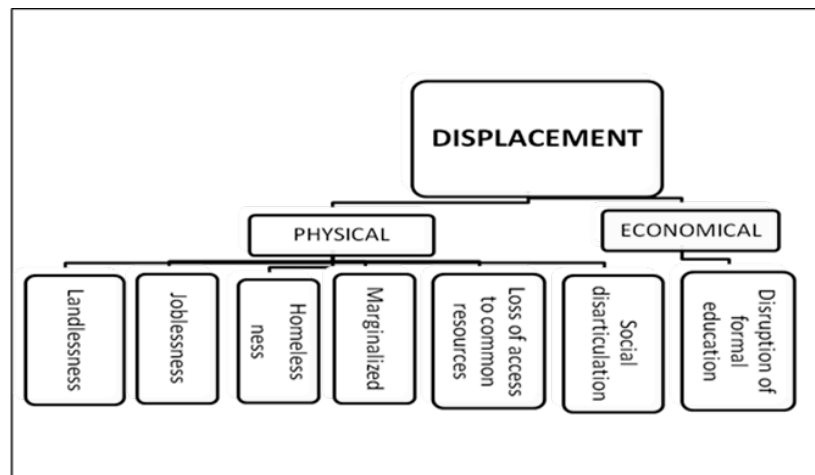 DISPLACEMENT
PHYSICAL
ECONOMICAL
Landlessness
Joblessness
Homeless
ness
Marginalized
Loss of access
to common
resources
Social
disarticulation
Disruption of
formal
education